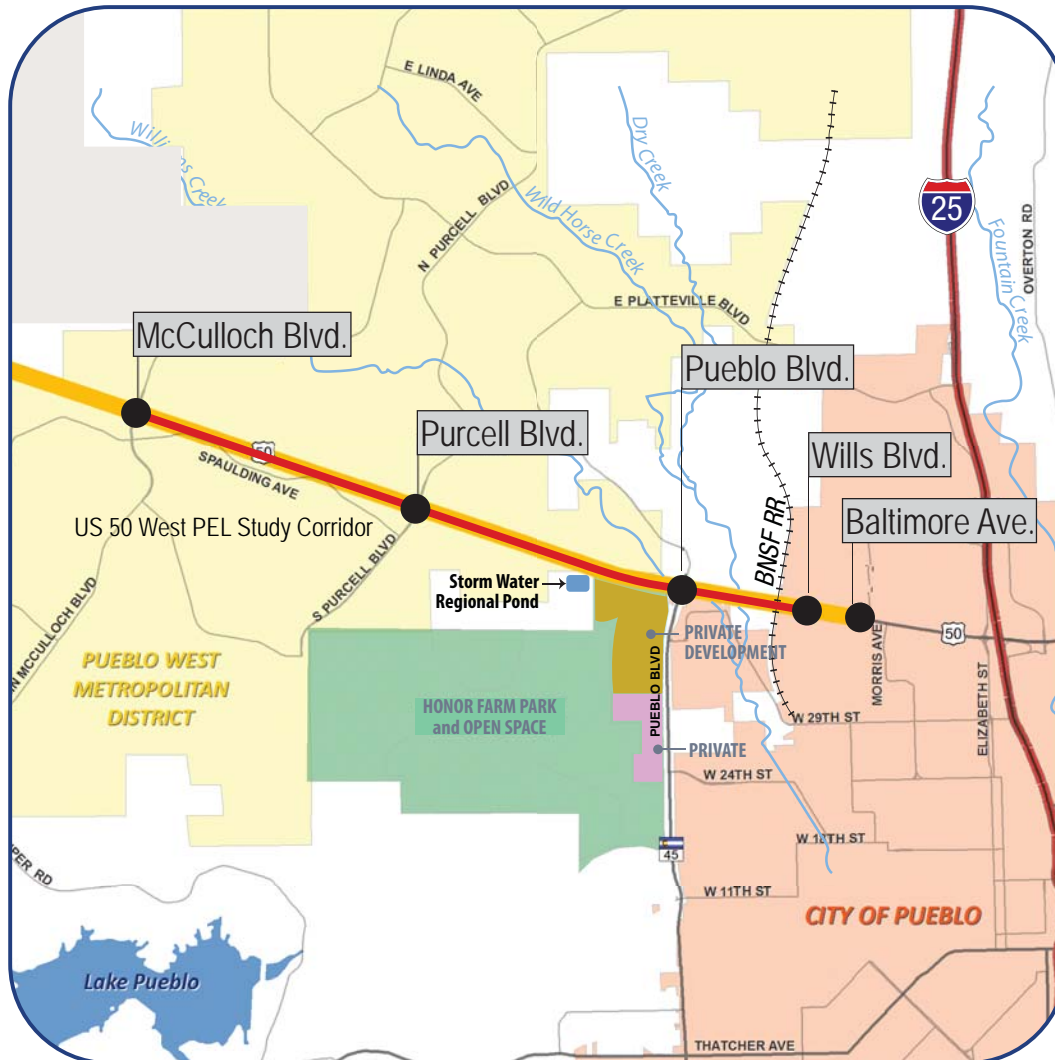 E LINDA AVE
Dry Creek
Wild Horse Creek
25
Fountain Creek
OVERTON RD
N PURCELL BLVD
E PLATTEVILLE BLVD
McCulloch Blvd.
Pueblo Blvd.
Purcell Blvd.
Wills Blvd.
50
SPAULDING AVE
BNSF RR
Baltimore Ave.
US 50 West PEL Study Corridor
S PURCELL BLVD
Storm Water
Regional Pond
MCCULLOCH BLVD
PRIVATE
DEVELOPMENT
PUEBLO BLVD
MORRIS AVE
50
PUEBLO WEST
METROPOLITAN
DISTRICT
HONOR FARM PARK
and OPEN SPACE
W 29TH ST
ELIZABETH ST
PRIVATE
W 24TH ST
45
RD
W 11TH ST
CITY OF PUEBLO
Lake Pueblo
THATCHER AVE